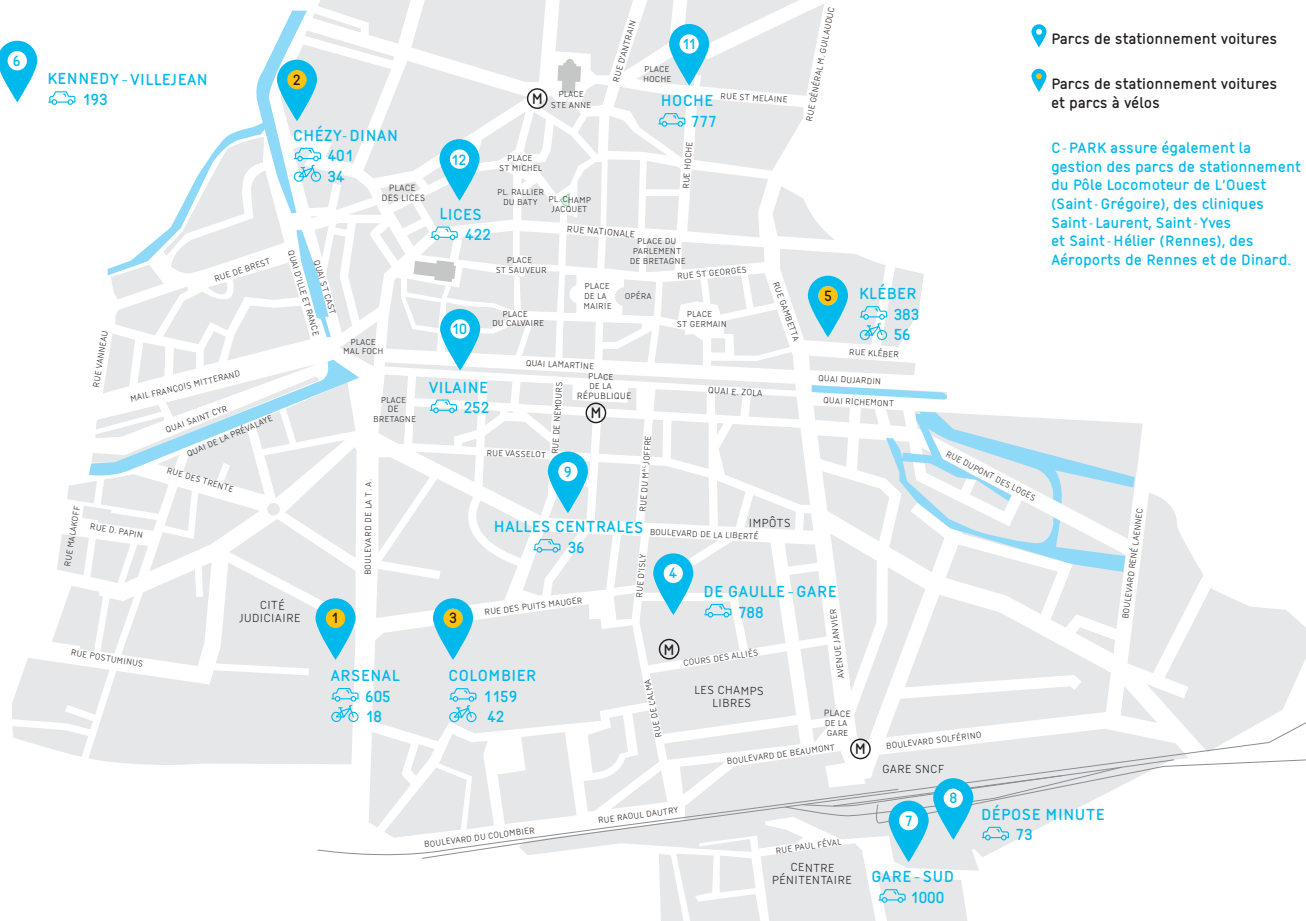 6
KENNEDY-VILLEJEAN
193
2
CHÉZY-DINAN
401
34
12
LICES
422
11
HOCHE
777
5
KLÉBER
383
56
10
VILAINE
252
9
HALLES CENTRALES
36
4
DE GAULLE-GARE
788
1
ARSENAL
605
18
3
COLOMBIER
1159
42
8
DÉPOSE MINUTE
73
7
GARE-SUD
1000
Parcs de stationnement voitures
Parcs de stationnement voitures
et parcs à vélos
C-PARK assure également la
gestion des parcs de stationnement
du Pôle Locomoteur de L'Ouest
(Saint-Grégoire), des cliniques
Saint-Laurent, Saint-Yves
et Saint-Hélier (Rennes), des
Aéroports de Rennes et de Dinard.
RUE D'ANTRAIN
PLACE
HOCHE
RUE ST MELAINE
RUE GÉNÉRAL M. GUILAUDUC
M
PLACE
STE ANNE
RUE HOCHE
PLACE
ST MICHEL
PLACE
DES LICES
PL. RALLIER
DU BATY
PL. CHAMP
JACQUET
RUE NATIONALE
PLACE DU
PARLEMENT
DE BRETAGNE
RUE DE BREST
QUAI ST CAST
QUAI D'ILLE ET RANCE
PLACE
ST SAUVEUR
RUE ST GEORGES
PLACE
DE LA
MAIRIE
OPÉRA
PLACE
DU CALVAIRE
PLACE
ST GERMAIN
RUE GAMBETTA
RUE KLÉBER
RUE VANNEAU
PLACE
MAL FOCH
QUAI LAMARTINE
PLACE
DE LA
RÉPUBLIQUE
M
QUAI E. ZOLA
QUAI DUJARDIN
QUAI RICHEMONT
MAIL FRANÇOIS MITTERAND
PLACE
DE
BRETAGNE
QUAI SAINT CYR
QUAI DE LA PRÉVALAYE
RUE DE NEMOURS
RUE VASSELOT
RUE DU MAL JOFFRE
RUE DUPONT DES LOGES
RUE DES TRENTE
BOULEVARD DE LA T. A.
RUE D. PAPIN
RUE MALAKOFF
BOULEVARD DE LA LIBERTÉ
IMPÔTS
BOULEVARD RENÉ LAENNEC
RUE D'ISLY
CITÉ
JUDICIAIRE
RUE DES PUITS MAUGER
AVENUE JANVIER
RUE POSTUMINUS
M
COURS DES ALLIÉS
LES CHAMPS
LIBRES
RUE DE L'ALMA
PLACE
DE LA
GARE
M
BOULEVARD DE BEAUMONT
BOULEVARD SOLFÉRINO
GARE SNCF
RUE RAOUL DAUTRY
BOULEVARD DU COLOMBIER
RUE PAUL FÉVAL
CENTRE
PÉNITENTIAIRE